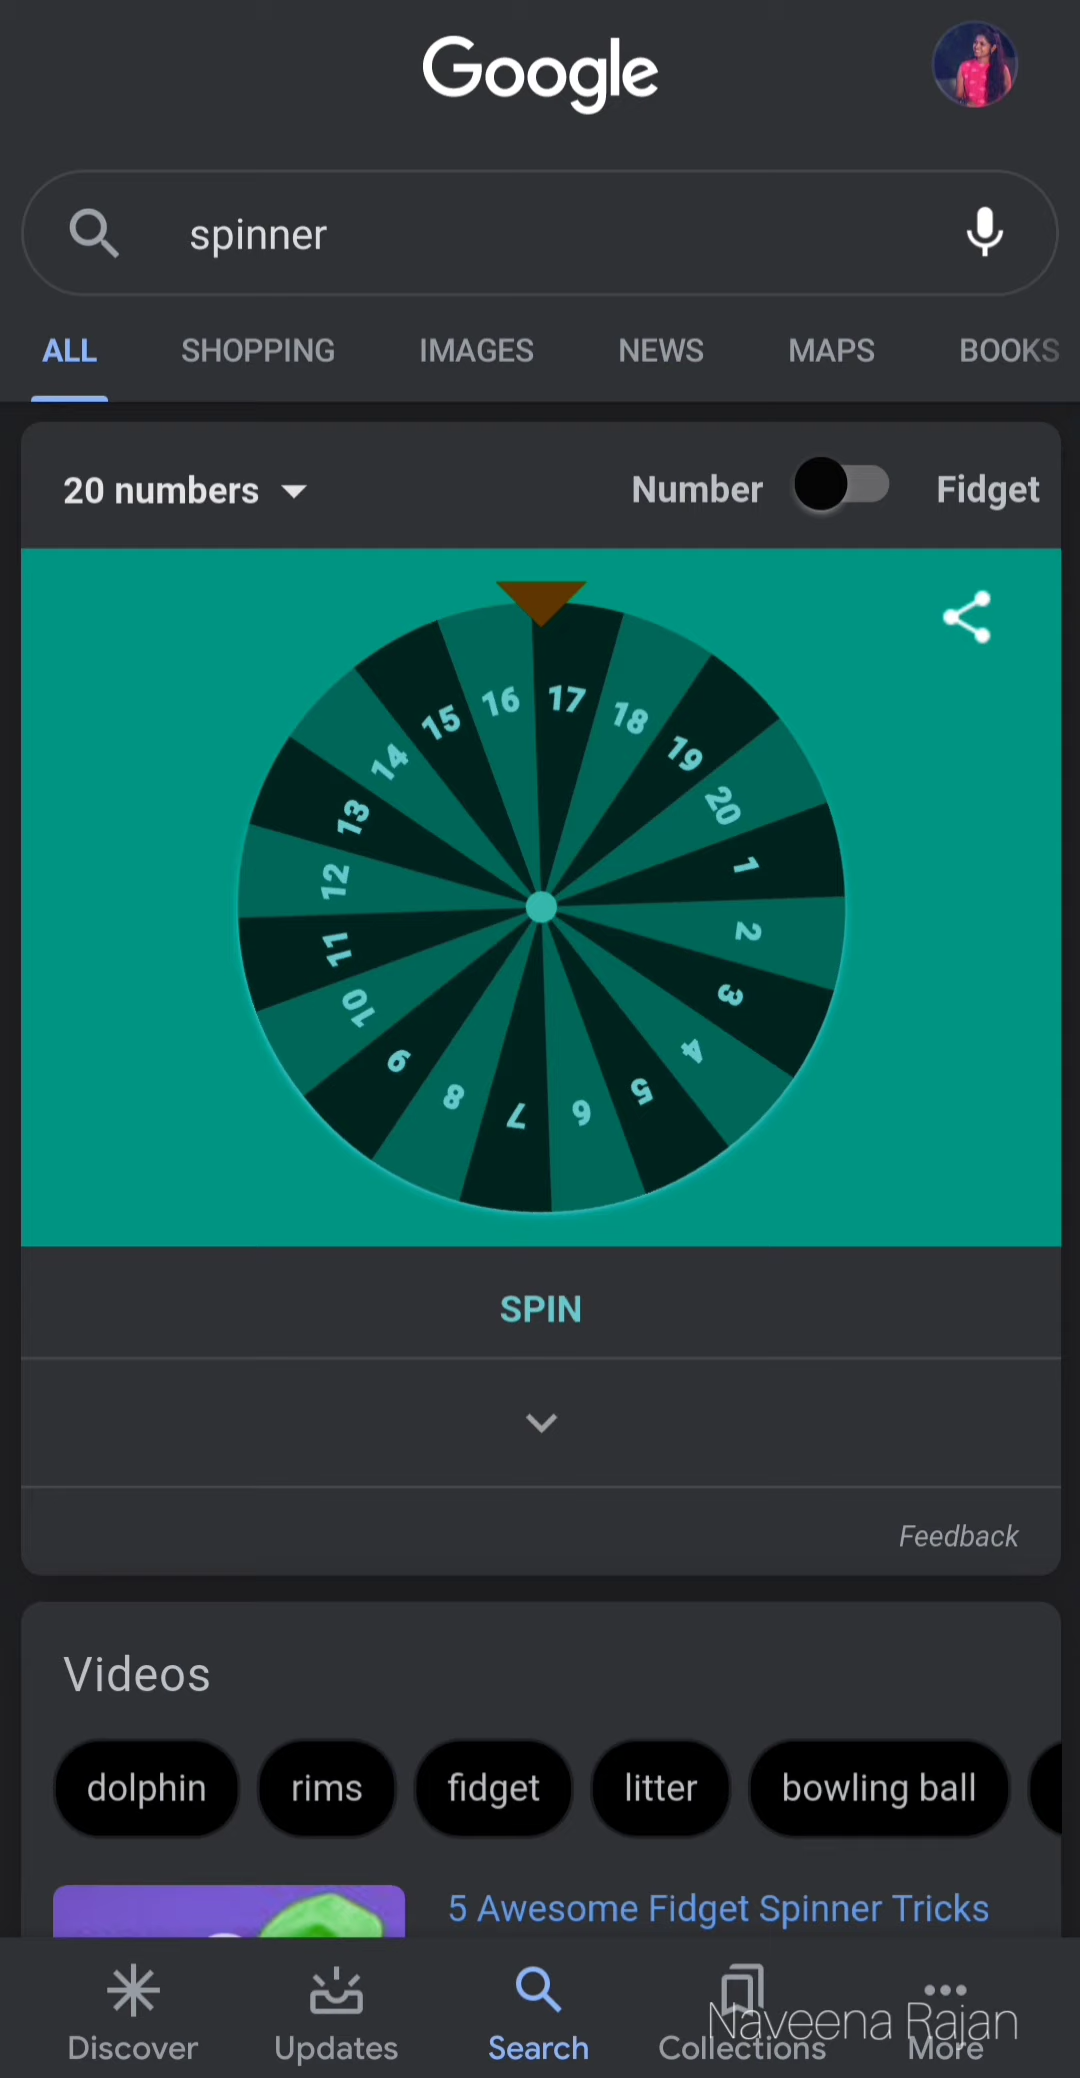 Google
spinner
ALL SHOPPING IMAGES NEWS MAPS BOOKS
20 numbers Number Fidget
1
2
3
4
5
6
7
8
9
10
11
12
13
14
15
16
17
18
19
20
SPIN
Feedback
Videos
dolphin rims fidget litter bowling ball
5 Awesome Fidget Spinner Tricks
Naveena Rajan
Discover Updates Search Collections More